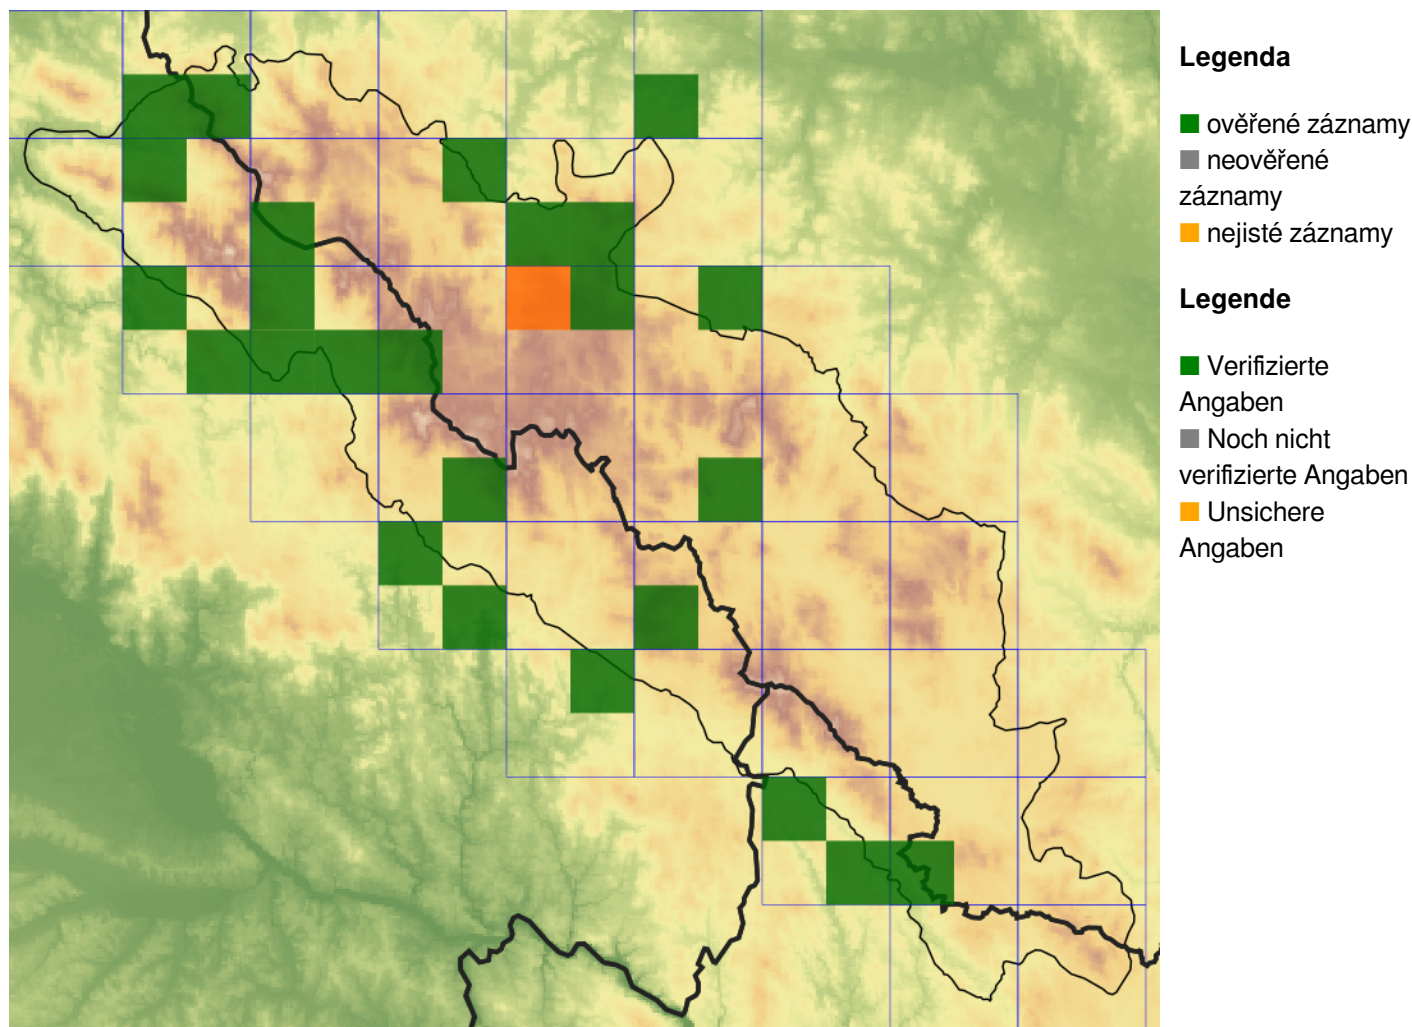 Legenda
ověřené záznamy
neověřené
záznamy
nejisté záznamy
Legende
Verifizierte
Angaben
Noch nicht
verifizierte Angaben
Unsichere
Angaben